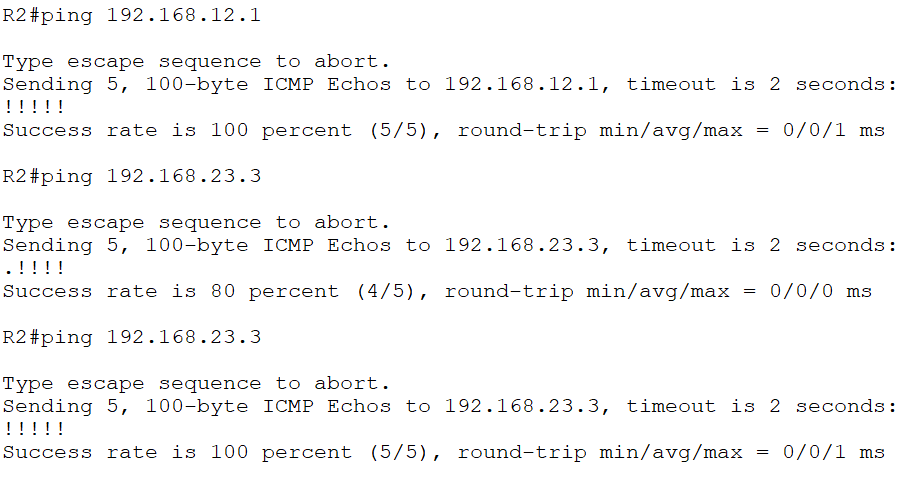 R2#ping 192.168.12.1
Type escape sequence to abort.
Sending 5, 100-byte ICMP Echos to 192.168.12.1, timeout is 2 seconds:
!!!!!
Success rate is 100 percent (5/5), round-trip min/avg/max = 0/0/1 ms
R2#ping 192.168.23.3
Type escape sequence to abort.
Sending 5, 100-byte ICMP Echos to 192.168.23.3, timeout is 2 seconds:
.!!!!
Success rate is 80 percent (4/5), round-trip min/avg/max = 0/0/0 ms
R2#ping 192.168.23.3
Type escape sequence to abort.
Sending 5, 100-byte ICMP Echos to 192.168.23.3, timeout is 2 seconds:
!!!!!
Success rate is 100 percent (5/5), round-trip min/avg/max = 0/0/1 ms